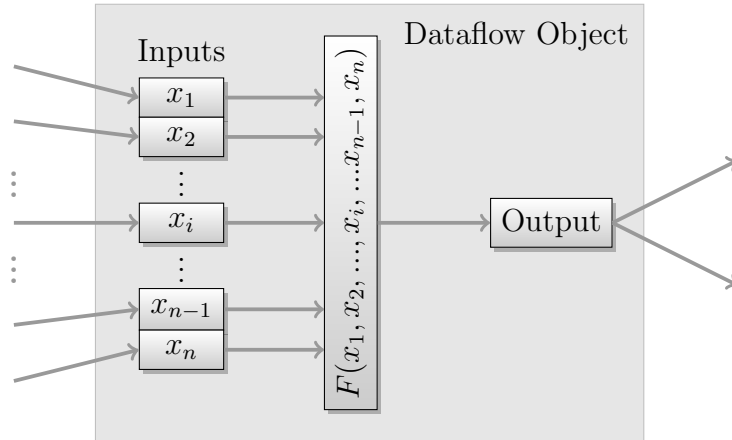 Dataflow Object
Inputs
x₁
x₂
⋮
xᵢ
⋮
xₙ₋₁
xₙ
⋮
⋮
F(x₁, x₂, ..., xᵢ, ...xₙ₋₁, xₙ)
Output